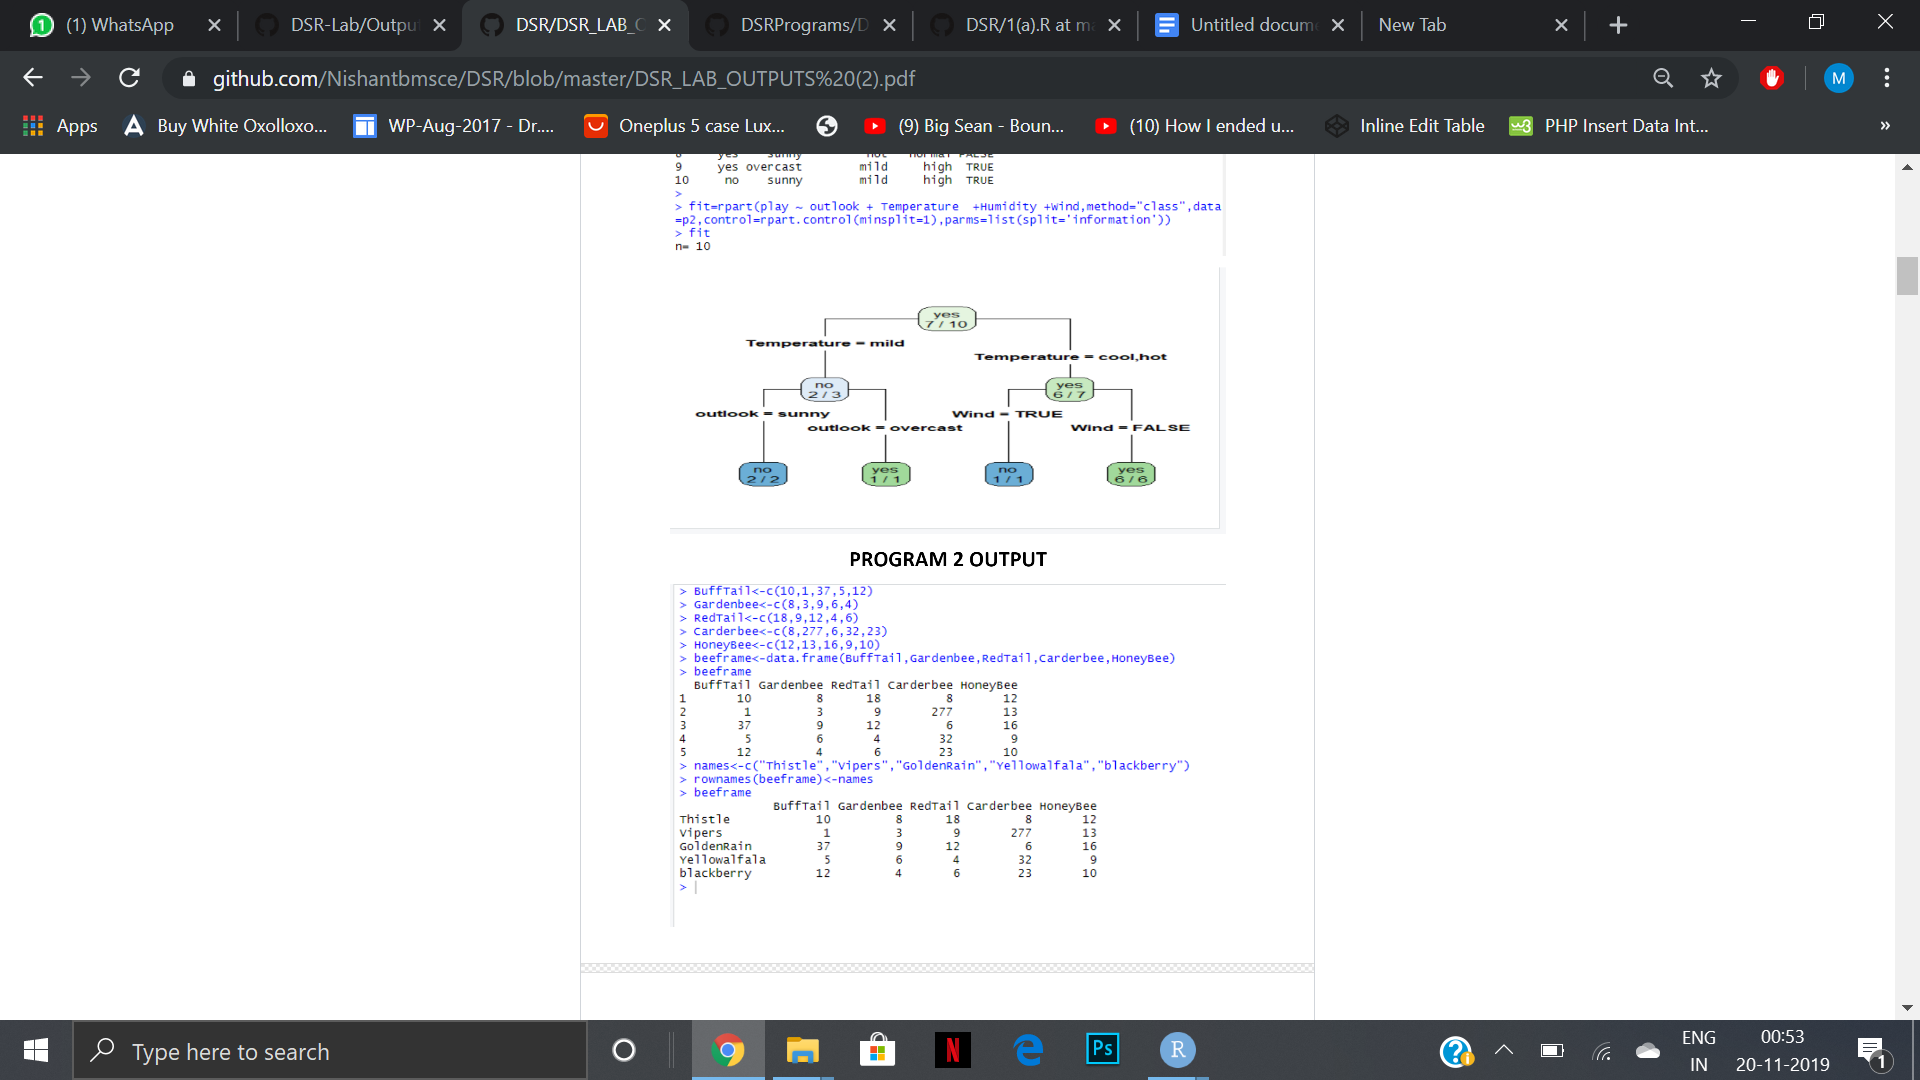 (1) WhatsApp
DSR-Lab/Outpu
DSR/DSR_LAB_O
DSRPrograms/D
DSR/1(a).R at ma
Untitled docum
New Tab
github.com/Nishantbmsce/DSR/blob/master/DSR_LAB_OUTPUTS%20(2).pdf
M
Apps
Buy White Oxolloxo...
WP-Aug-2017 - Dr....
Oneplus 5 case Lux...
(9) Big Sean - Boun...
(10) How I ended u...
Inline Edit Table
PHP Insert Data Int...
»
8 yes sunny hot normal FALSE
9 yes overcast mild high TRUE
10 no sunny mild high TRUE
>
> fit=rpart(play ~ outlook + Temperature +Humidity +Wind,method="class",data
=p2,control=rpart.control(minsplit=1),parms=list(split='information'))
> fit
n= 10
yes
7 / 10
Temperature = mild
Temperature = cool,hot
no
2 / 3
yes
6 / 7
outlook = sunny
outlook = overcast
Wind = TRUE
Wind = FALSE
no
2 / 2
yes
1 / 1
no
1 / 1
yes
6 / 6
PROGRAM 2 OUTPUT
> BuffTail<-c(10,1,37,5,12)
> Gardenbee<-c(8,3,9,6,4)
> RedTail<-c(18,9,12,4,6)
> Carderbee<-c(8,277,6,32,23)
> HoneyBee<-c(12,13,16,9,10)
> beeframe<-data.frame(BuffTail,Gardenbee,RedTail,Carderbee,HoneyBee)
> beeframe
BuffTail Gardenbee RedTail Carderbee HoneyBee
1 10 8 18 8 12
2 1 3 9 277 13
3 37 9 12 6 16
4 5 6 4 32 9
5 12 4 6 23 10
> names<-c("Thistle","Vipers","GoldenRain","Yellowalfala","blackberry")
> rownames(beeframe)<-names
> beeframe
BuffTail Gardenbee RedTail Carderbee HoneyBee
Thistle 10 8 18 8 12
Vipers 1 3 9 277 13
GoldenRain 37 9 12 6 16
Yellowalfala 5 6 4 32 9
blackberry 12 4 6 23 10
>
Type here to search
N
Ps
R
ENG
IN
00:53
20-11-2019
1